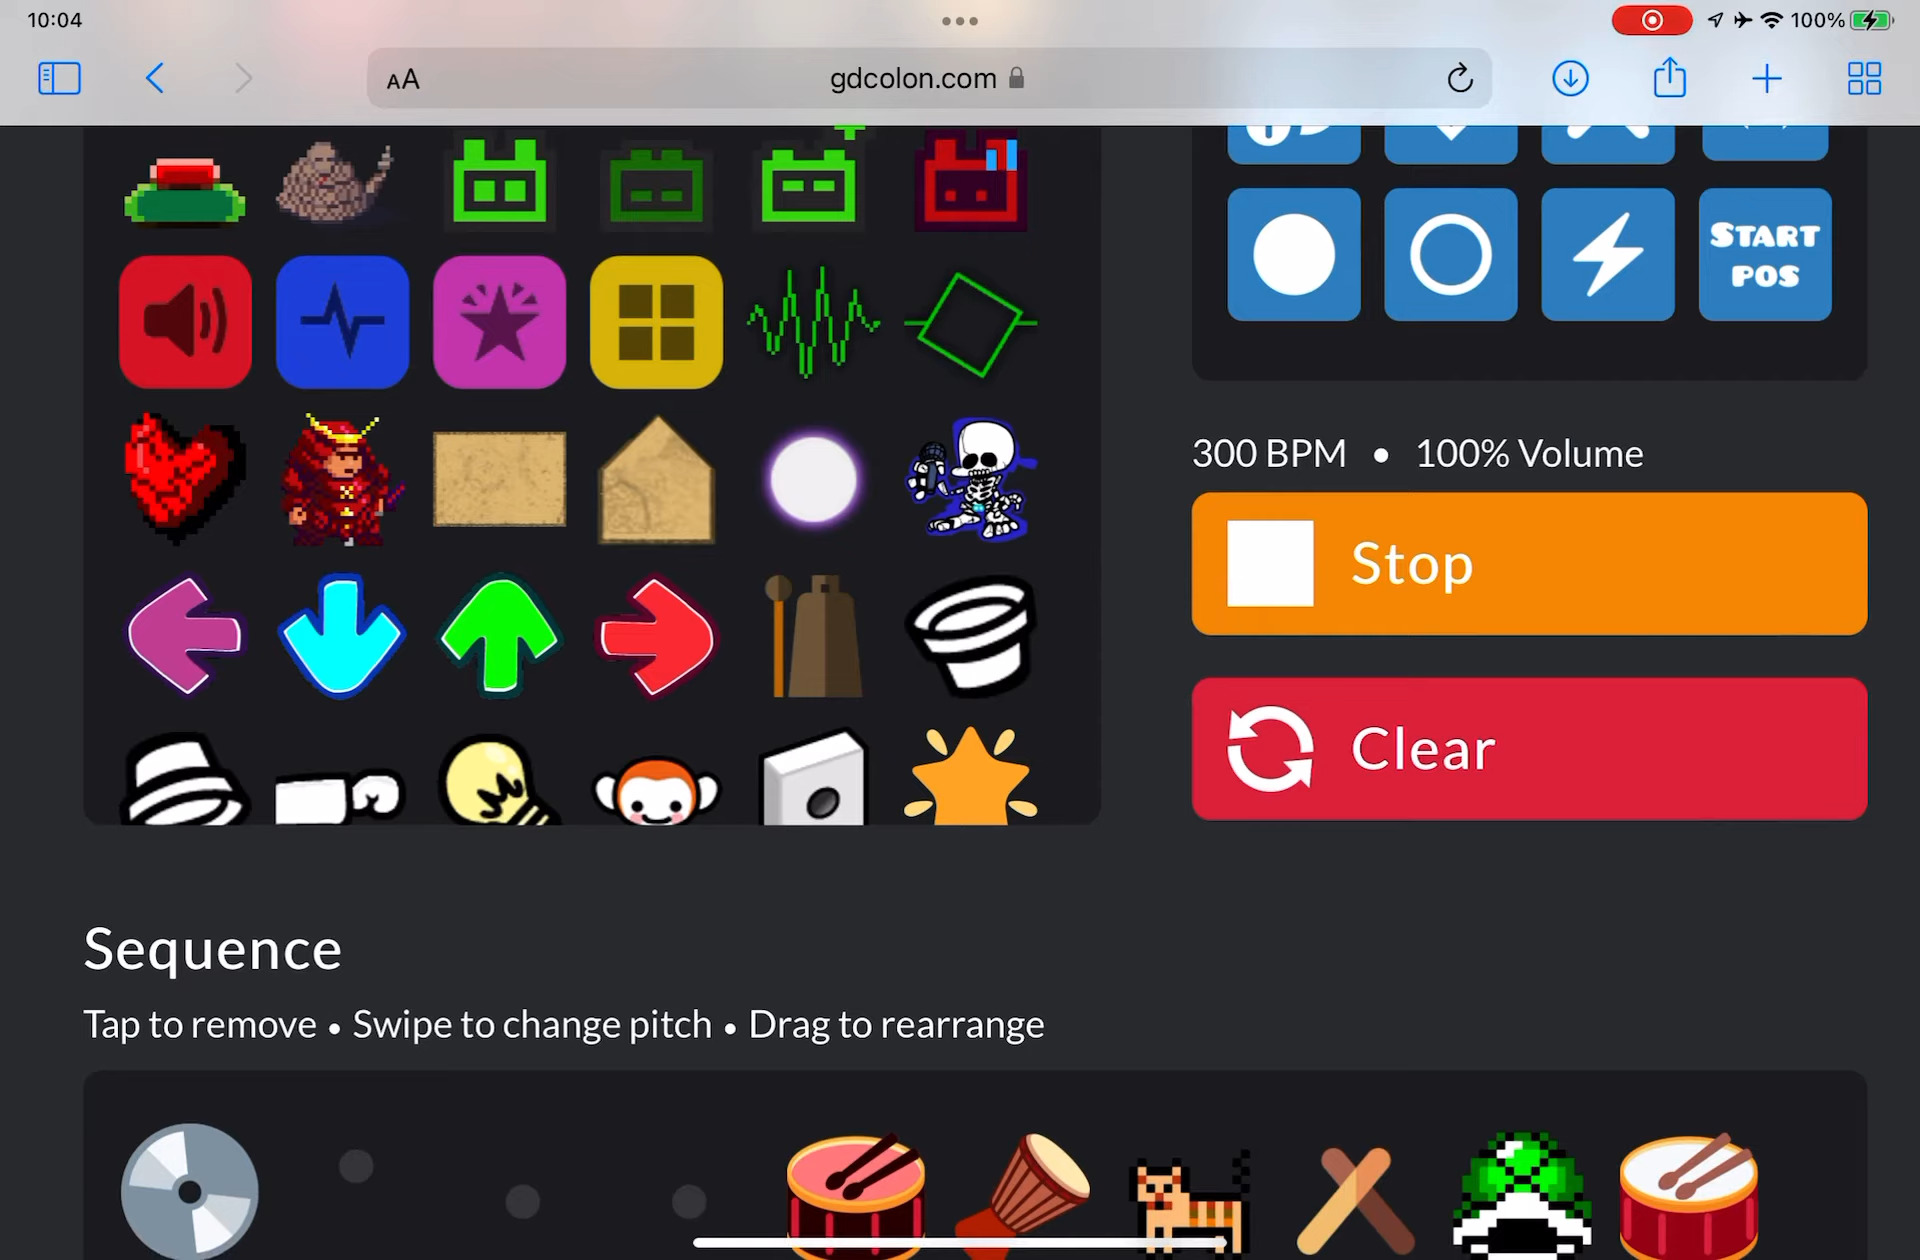 10:04
100%
AA
gdcolon.com
START
POS
300 BPM • 100% Volume
Stop
Clear
Sequence
Tap to remove • Swipe to change pitch • Drag to rearrange